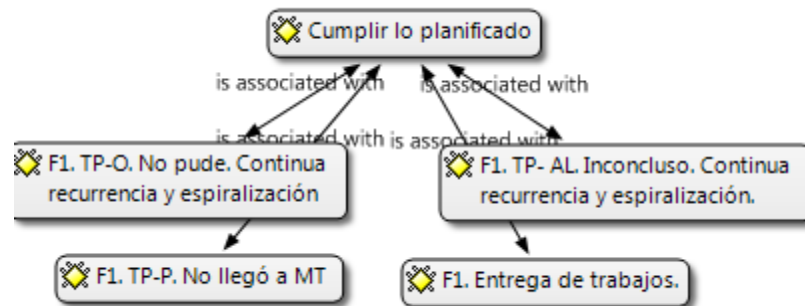 Cumplir lo planificado
is associated with
is associated with
is associated with
is associated with
F1. TP-O. No pude. Continua
recurrencia y espiralización
F1. TP- AL. Inconcluso. Continua
recurrencia y espiralización.
F1. TP-P. No llegó a MT
F1. Entrega de trabajos.